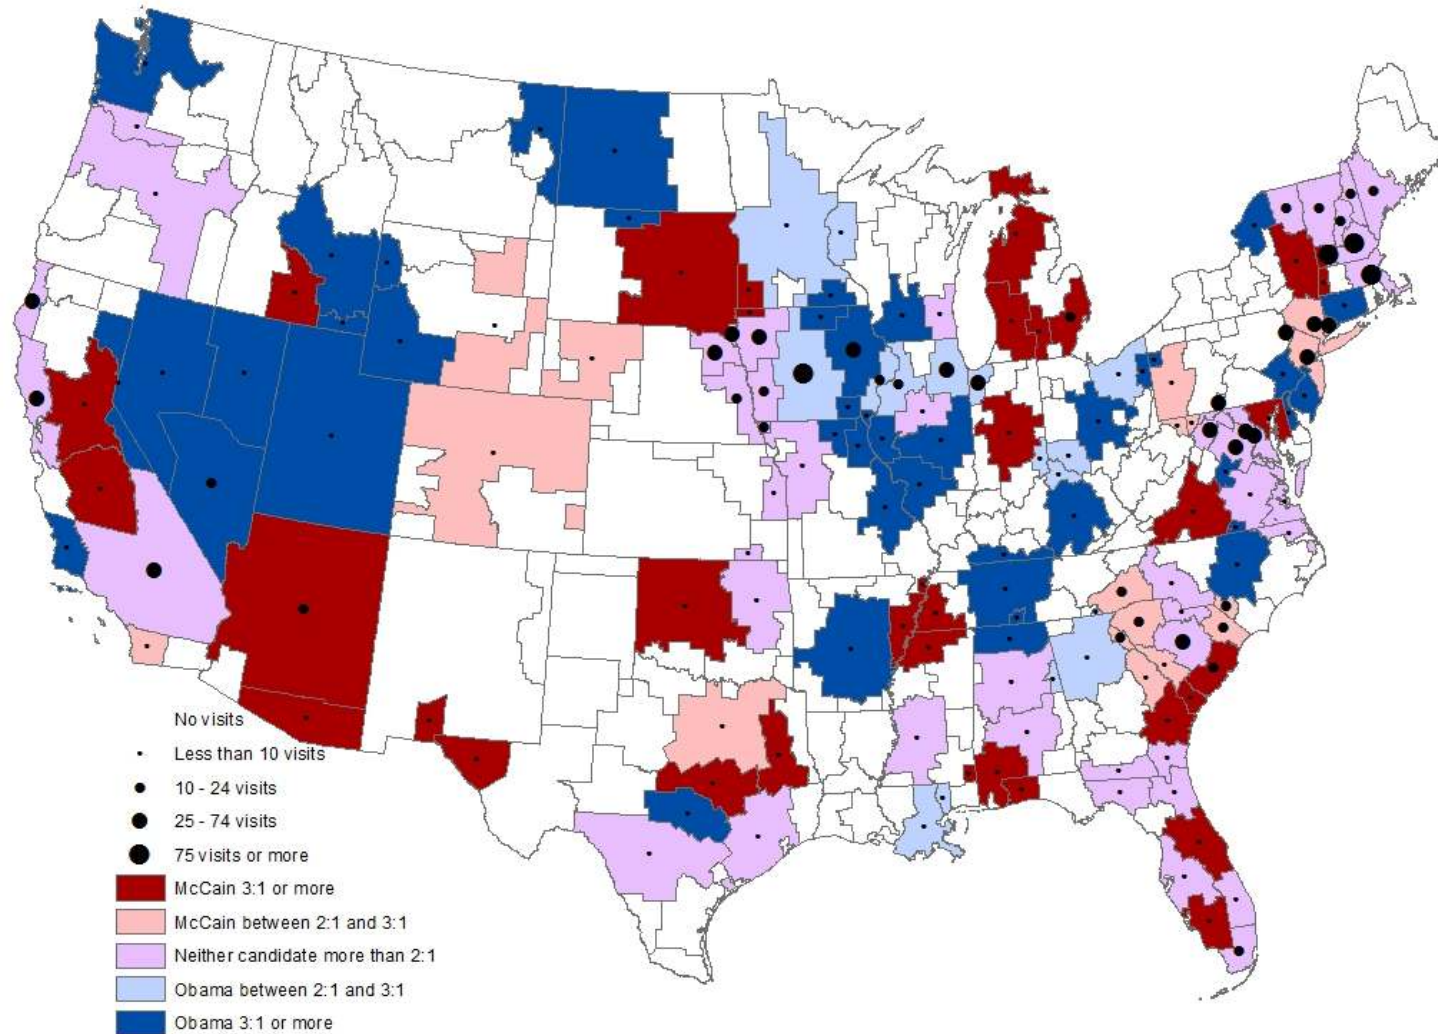 No visits
Less than 10 visits
10 - 24 visits
25 - 74 visits
75 visits or more
McCain 3:1 or more
McCain between 2:1 and 3:1
Neither candidate more than 2:1
Obama between 2:1 and 3:1
Obama 3:1 or more